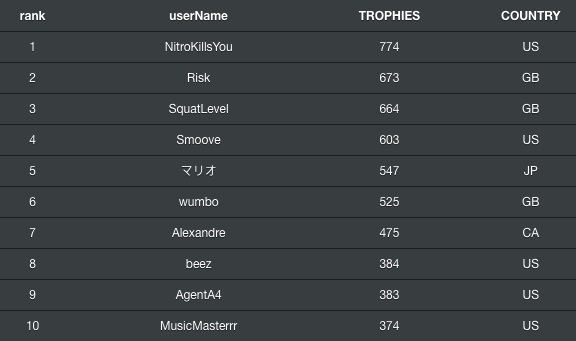 rank userName TROPHIES COUNTRY
1 NitroKillsYou 774 US
2 Risk 673 GB
3 SquatLevel 664 GB
4 Smoove 603 US
5 マリオ 547 JP
6 wumbo 525 GB
7 Alexandre 475 CA
8 beez 384 US
9 AgentA4 383 US
10 MusicMasterrr 374 US